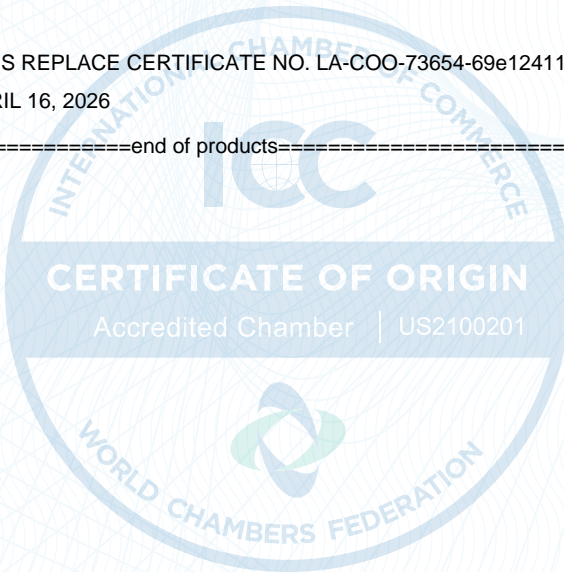 S REPLACE CERTIFICATE NO. LA-COO-73654-69e12411
RIL 16, 2026
===========end of products=======================
INTERNATIONAL CHAMBER OF COMMERCE
ICC
CERTIFICATE OF ORIGIN
Accredited Chamber | US2100201
WORLD CHAMBERS FEDERATION